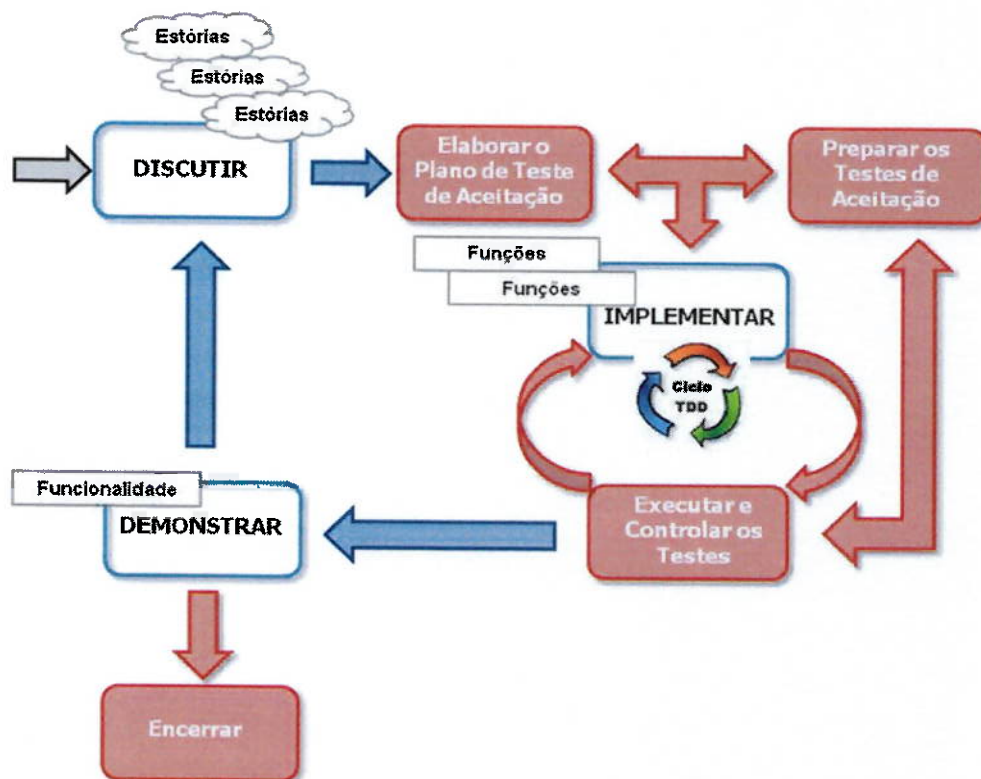 Estórias
Estórias
Estórias
DISCUTIR
Elaborar o
Plano de Teste
de Aceitação
Preparar os
Testes de
Aceitação
Funções
Funções
IMPLEMENTAR
Ciclo
TDD
Funcionalidade
DEMONSTRAR
Executar e
Controlar os
Testes
Encerrar